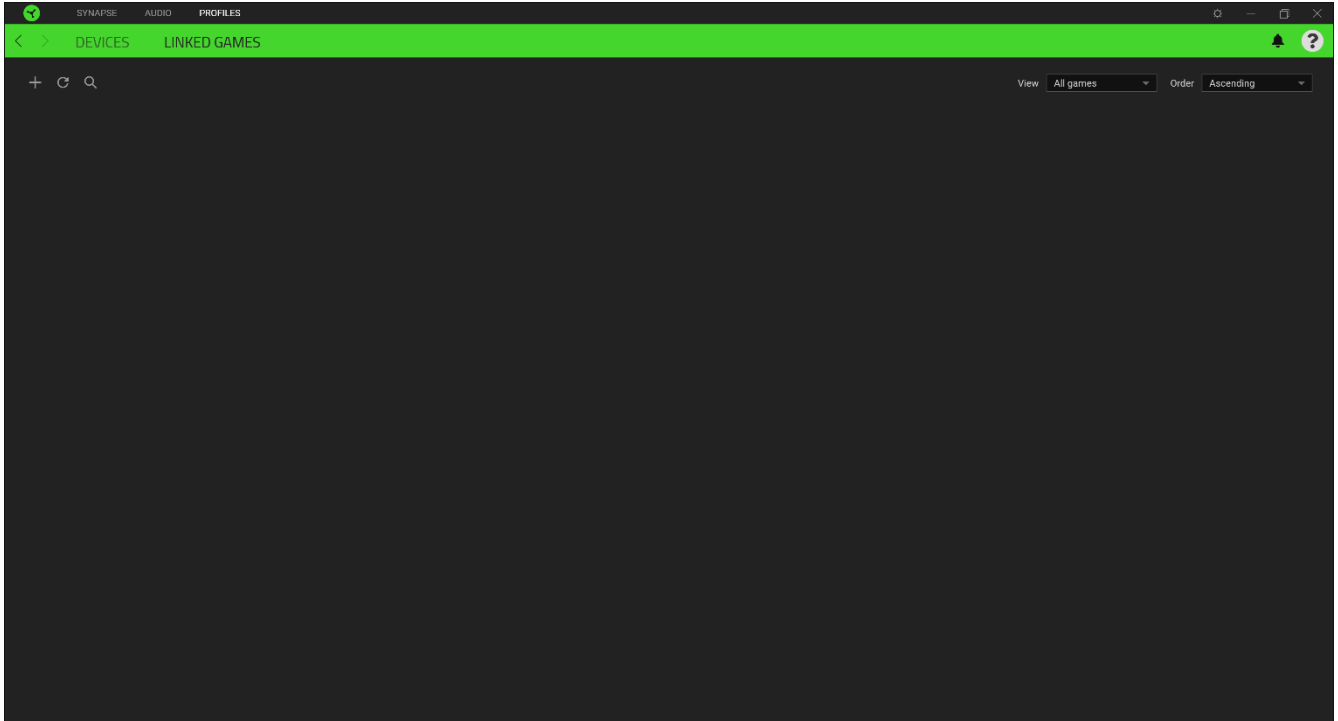 SYNAPSE AUDIO PROFILES
DEVICES LINKED GAMES ?
View All games Order Ascending